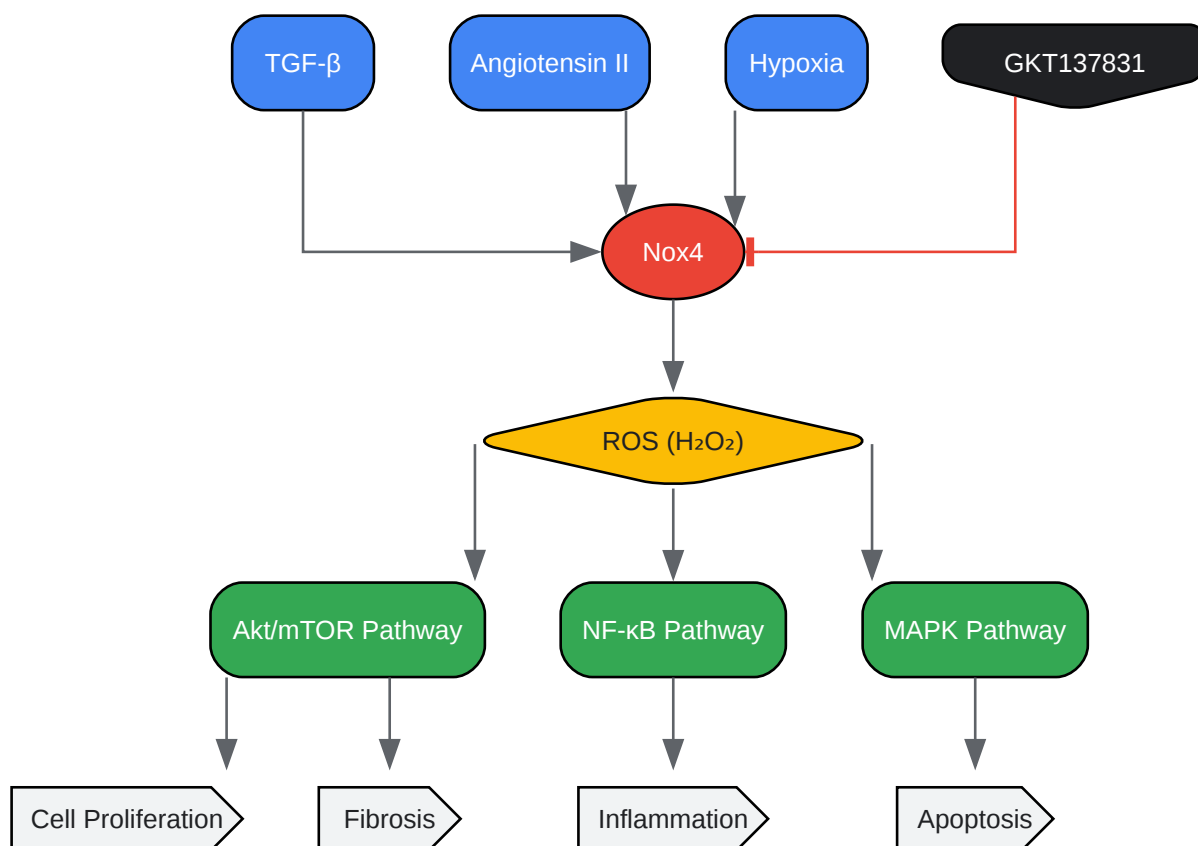 TGF-β
Angiotensin II
Hypoxia
GKT137831
Nox4
ROS (H₂O₂)
Akt/mTOR Pathway
NF-κB Pathway
MAPK Pathway
Cell Proliferation
Fibrosis
Inflammation
Apoptosis